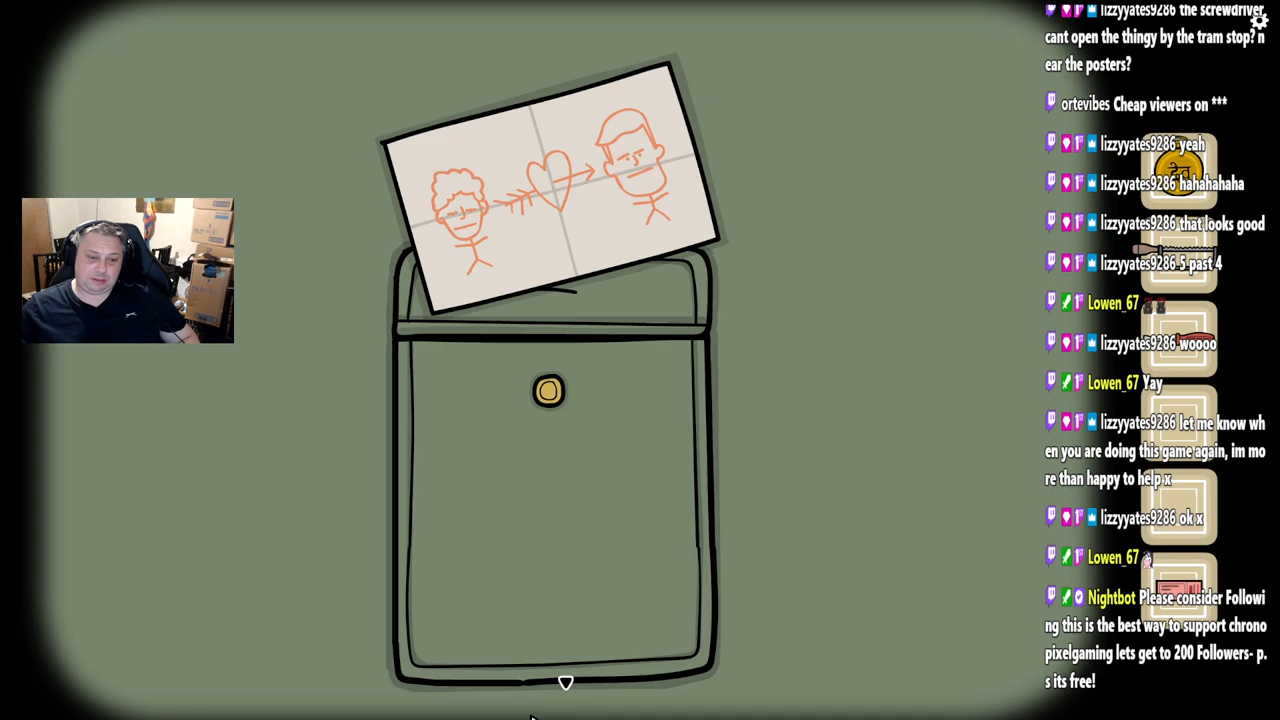 lizzyyates9286 the screwdriver
cant open the thingy by the tram stop? n
ear the posters?
ortevibes Cheap viewers on ***
lizzyyates9286 yeah
lizzyyates9286 hahahahaha
lizzyyates9286 that looks good
lizzyyates9286 5 past 4
Lowen_67
lizzyyates9286 woooo
Lowen_67 Yay
lizzyyates9286 let me know wh
en you are doing this game again, im mo
re than happy to help x
lizzyyates9286 ok x
Lowen_67
Nightbot Please consider Followi
ng this is the best way to support chrono
pixelgaming lets get to 200 Followers- p.
s its free!